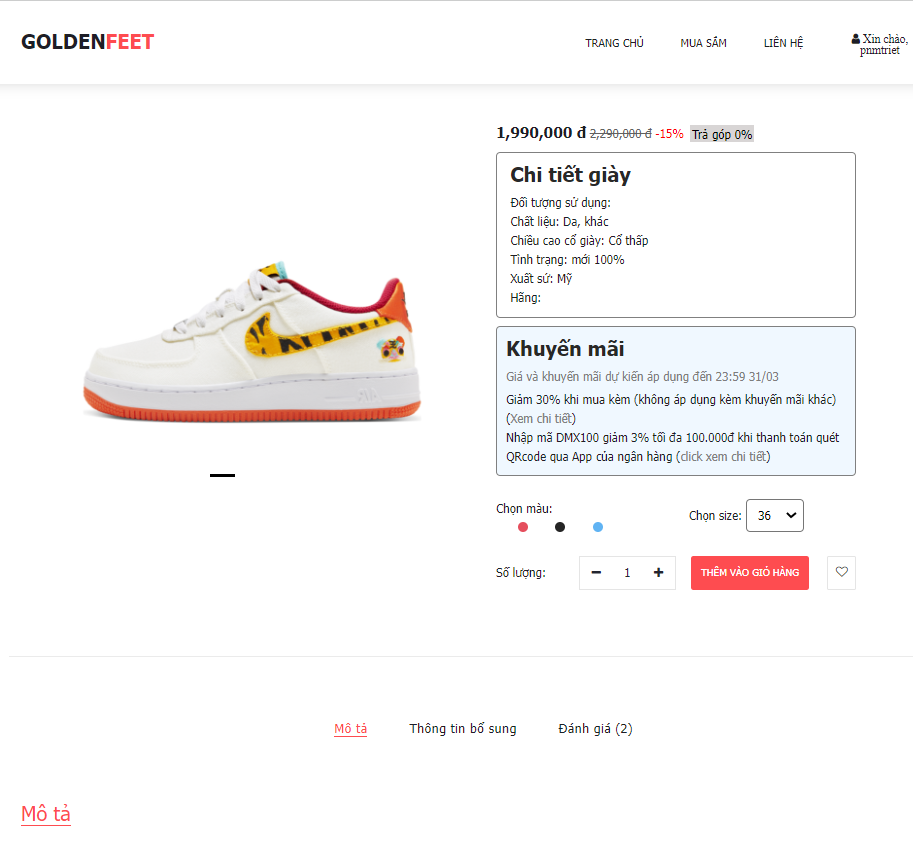 GOLDENFEET
TRANG CHỦ
MUA SẮM
LIÊN HỆ
Xin chào,
pnmtriet
1,990,000 đ 2,290,000 đ -15% Trả góp 0%
Chi tiết giày
Đối tượng sử dụng:
Chất liệu: Da, khác
Chiều cao cổ giày: Cổ thấp
Tình trạng: mới 100%
Xuất sứ: Mỹ
Hãng:
Khuyến mãi
Giá và khuyến mãi dự kiến áp dụng đến 23:59 31/03
Giảm 30% khi mua kèm (không áp dụng kèm khuyến mãi khác)
(Xem chi tiết)
Nhập mã DMX100 giảm 3% tối đa 100.000đ khi thanh toán quét
QRcode qua App của ngân hàng (click xem chi tiết)
Chọn màu:
Chọn size: 36
Số lượng:
1
THÊM VÀO GIỎ HÀNG
Mô tả
Thông tin bổ sung
Đánh giá (2)
Mô tả